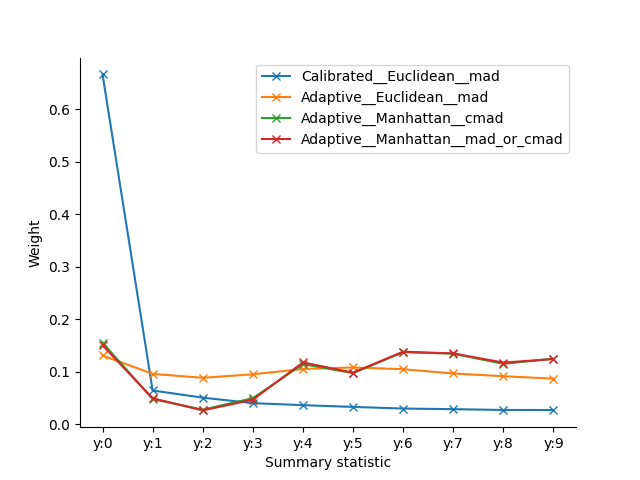 Calibrated__Euclidean__mad
Adaptive__Euclidean__mad
Adaptive__Manhattan__cmad
Adaptive__Manhattan__mad_or_cmad
Weight
0.6
0.5
0.4
0.3
0.2
0.1
0.0
y:0 y:1 y:2 y:3 y:4 y:5 y:6 y:7 y:8 y:9
Summary statistic